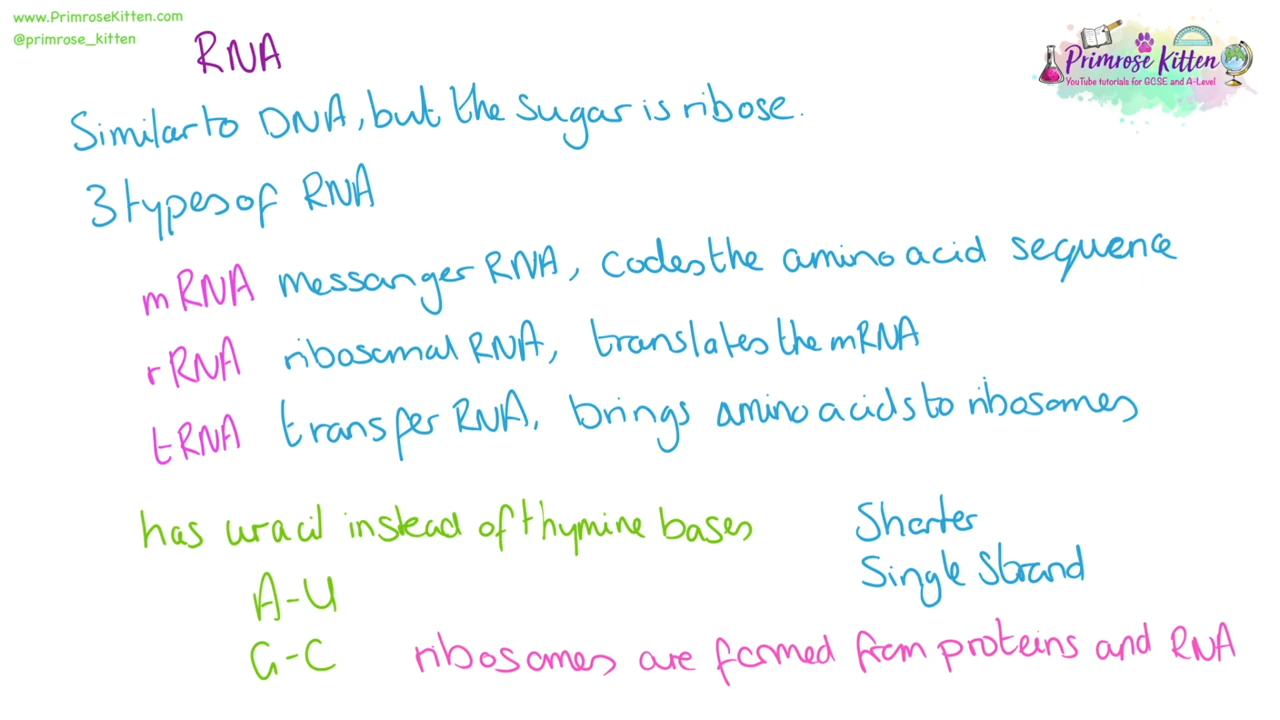 www.PrimroseKitten.com
@primrose_kitten
RNA
Primrose Kitten
YouTube tutorials for GCSE and A-Level
Similar to DNA, but the sugar is ribose.
3 types of RNA
mRNA messanger RNA, codes the amino acid sequence
rRNA ribosomal RNA, translates the mRNA
tRNA transfer RNA, brings amino acids to ribosomes
has uracil instead of thymine bases
Shorter
Single Strand
A-U
G-C
ribosomes are formed from proteins and RNA